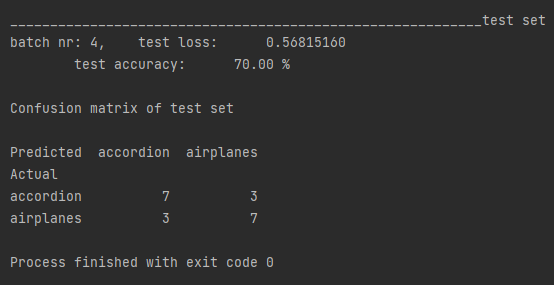 ___________________________________________________________test set
batch nr: 4,    test loss:      0.56815160
        test accuracy:      70.00 %
Confusion matrix of test set
Predicted  accordion  airplanes
Actual
accordion          7          3
airplanes          3          7
Process finished with exit code 0